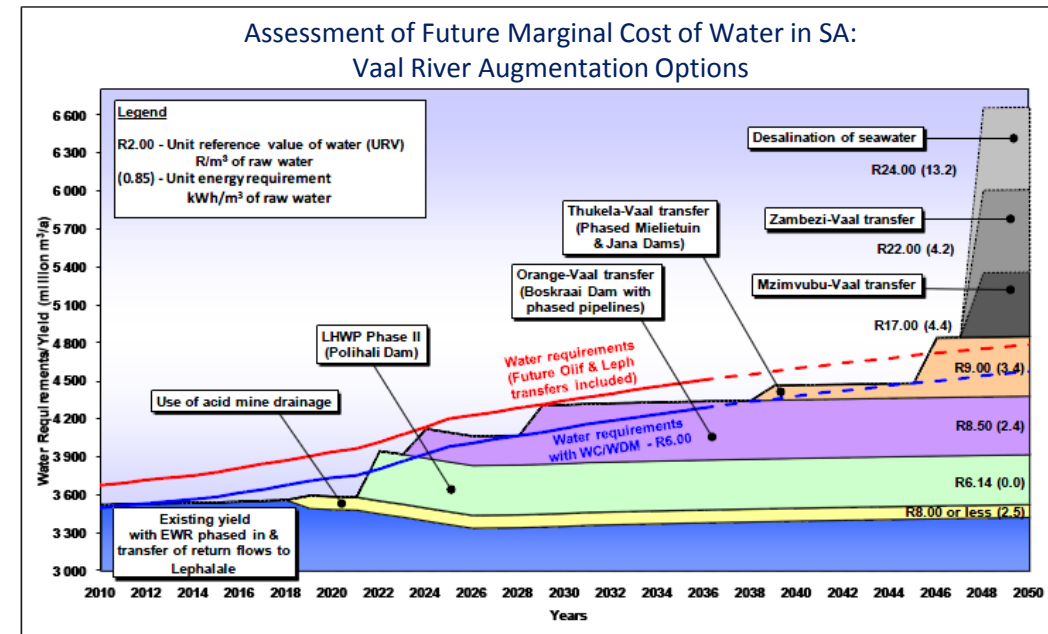 Assessment of Future Marginal Cost of Water in SA:
Vaal River Augmentation Options
Water Requirements/Yield (million m³/a)
6 600
6 300
6 000
5 700
5 400
5 100
4 800
4 500
4 200
3 900
3 600
3 300
3 000
Legend
R2.00 - Unit reference value of water (URV)
R/m³ of raw water
(0.85) - Unit energy requirement
kWh/m³ of raw water
Desalination of seawater
R24.00 (13.2)
Zambezi-Vaal transfer
R22.00 (4.2)
Mzimvubu-Vaal transfer
R17.00 (4.4)
Thukela-Vaal transfer
(Phased Mielietuin
& Jana Dams)
Orange-Vaal transfer
(Boskraai Dam with
phased pipelines)
LHWP Phase II
(Polihali Dam)
Use of acid mine drainage
Water requirements
(Future Olif & Leph
transfers included)
Water requirements
with WC/WDM - R6.00
R9.00 (3.4)
R8.50 (2.4)
R6.14 (0.0)
R8.00 or less (2.5)
Existing yield
with EWR phased in &
transfer of return flows to
Lephalale
2010 2012 2014 2016 2018 2020 2022 2024 2026 2028 2030 2032 2034 2036 2038 2040 2042 2044 2046 2048 2050
Years